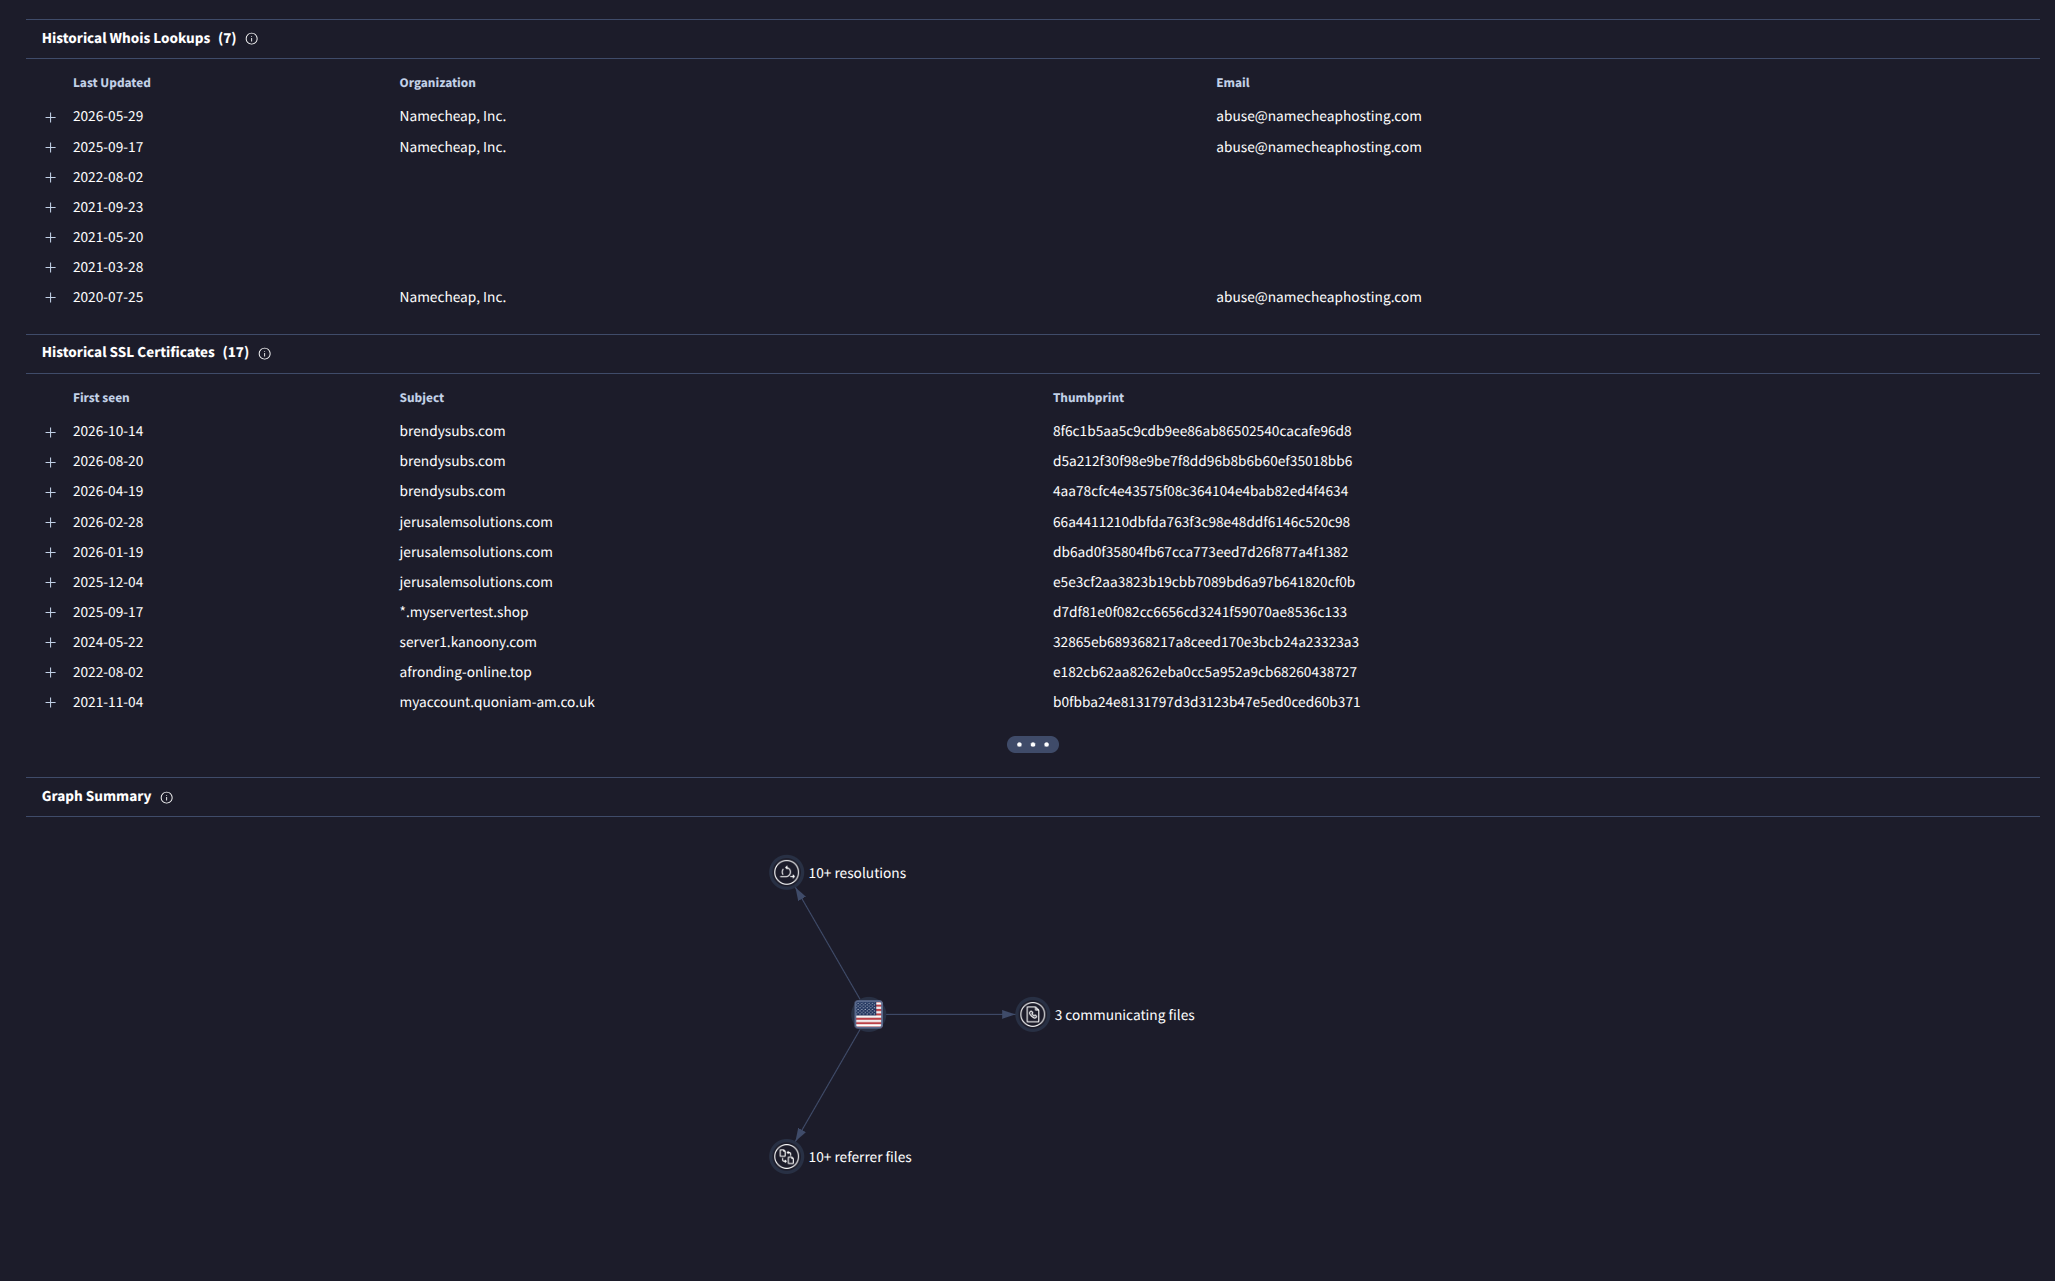 Historical Whois Lookups (7)
Last Updated Organization Email
2026-05-29 Namecheap, Inc. abuse@namecheaphosting.com
2025-09-17 Namecheap, Inc. abuse@namecheaphosting.com
2022-08-02
2021-09-23
2021-05-20
2021-03-28
2020-07-25 Namecheap, Inc. abuse@namecheaphosting.com
Historical SSL Certificates (17)
First seen Subject Thumbprint
2026-10-14 brendysubs.com 8f6c1b5aa5c9cdb9ee86ab86502540cacafe96d8
2026-08-20 brendysubs.com d5a212f30f98e9be7f8dd96b8b6b60ef35018bb6
2026-04-19 brendysubs.com 4aa78cfc4e43575f08c364104e4bab82ed4f4634
2026-02-28 jerusalemsolutions.com 66a4411210dbfda763f3c98e48ddf6146c520c98
2026-01-19 jerusalemsolutions.com db6ad0f35804fb67cca773eed7d26f877a4f1382
2025-12-04 jerusalemsolutions.com e5e3cf2aa3823b19cbb7089bd6a97b641820cf0b
2025-09-17 *.myservertest.shop d7df81e0f082cc6656cd3241f59070ae8536c133
2024-05-22 server1.kanoony.com 32865eb689368217a8ceed170e3bcb24a23323a3
2022-08-02 afronding-online.top e182cb62aa8262eba0cc5a952a9cb68260438727
2021-11-04 myaccount.quoniam-am.co.uk b0fbba24e8131797d3d3123b47e5ed0ced60b371
Graph Summary
10+ resolutions
3 communicating files
10+ referrer files